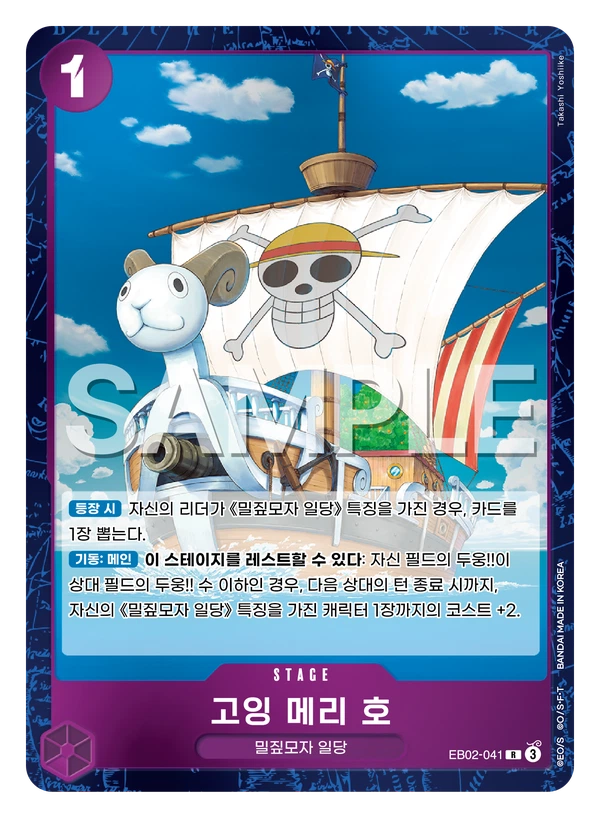 1
Takashi Yoshiike
SAMPLE
등장 시 자신의 리더가 《밀짚모자 일당》 특징을 가진 경우, 카드를
1장 뽑는다.
기동: 메인 이 스테이지를 레스트할 수 있다: 자신 필드의 두웅!!이
상대 필드의 두웅!! 수 이하인 경우, 다음 상대의 턴 종료 시까지,
자신의 《밀짚모자 일당》 특징을 가진 캐릭터 1장까지의 코스트 +2.
STAGE
고잉 메리 호
밀짚모자 일당
EB02-041 R 3
©EO/S ©O/S·F·T· BANDAI MADE IN KOREA